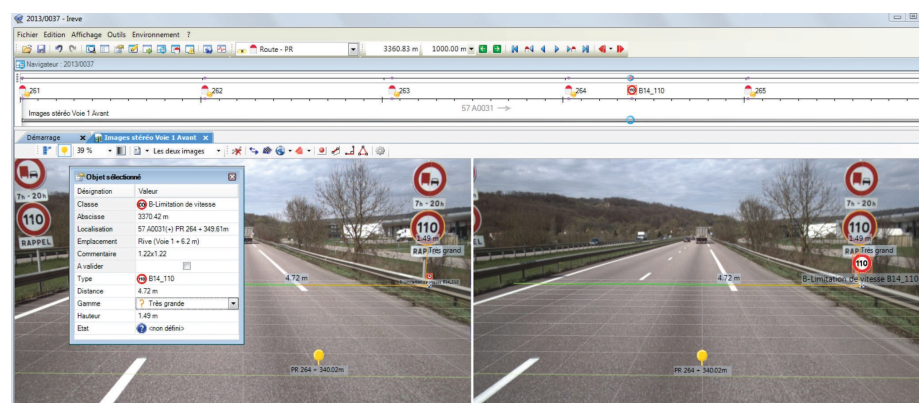 2013/0037 - Ireve
Fichier Edition Affichage Outils Environnement ?
Route - PR 3360.83 m 1000.00 m
Navigateur : 2013/0037
261 262 263 264 B14_110 265
57 A0031
Images stéréo Voie 1 Avant
Démarrage Images stéréo Voie 1 Avant
39 % Les deux images
Objet sélectionné
Désignation Valeur
Classe B-Limitation de vitesse
Abscisse 3370.42 m
Localisation 57 A0031(+) PR 264 + 349.61m
Emplacement Rive (Voie 1 + 6.2 m)
Commentaire 1.22x1.22
A valider
Type B14_110
Distance 4.72 m
Gamme ? Très grande
Hauteur 1.49 m
Etat ? <non défini>
7h - 20h
110
RAPPEL
7h - 20h
110
1.49 m
RAP Très grand
4.72 m
PR 264 + 340.02m
110
7h - 20h
110
1.49 m
RAP Très grand
110
4.72 m
B-Limitation de vitesse B14_110
PR 264 + 340.02m